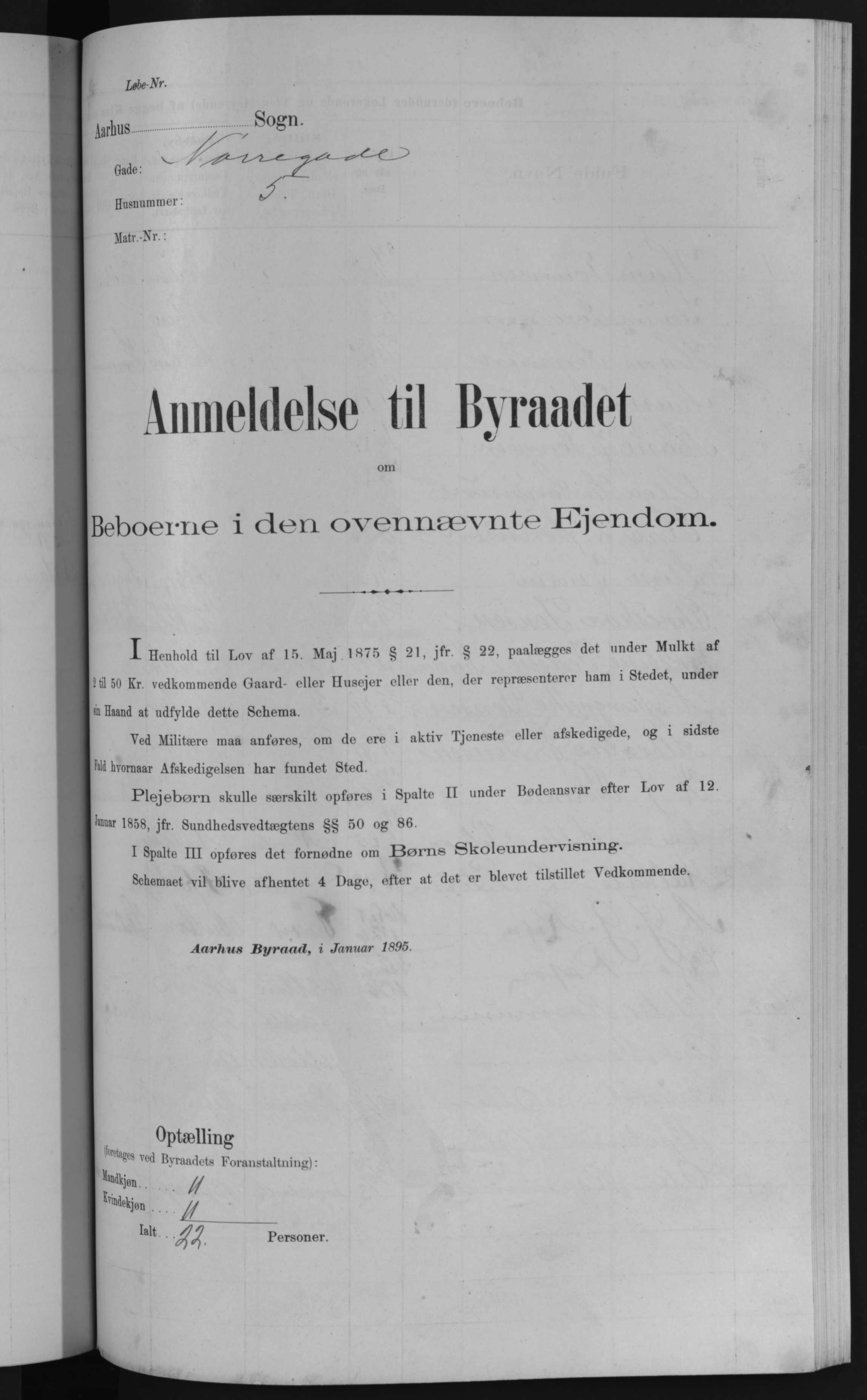 Løbe-Nr.
Aarhus Sogn.
Gade: Nørregade
Husnummer: 5.
Matr.-Nr.:
Anmeldelse til Byraadet
om
Beboerne i den ovennævnte Ejendom.
I Henhold til Lov af 15. Maj 1875 § 21, jfr. § 22, paalægges det under Mulkt af
2 til 50 Kr. vedkommende Gaard- eller Husejer eller den, der repræsenterer ham i Stedet, under
sin Haand at udfylde dette Schema.
Ved Militære maa anføres, om de ere i aktiv Tjeneste eller afskedigede, og i sidste
Fald hvornaar Afskedigelsen har fundet Sted.
Plejebørn skulle særskilt opføres i Spalte II under Bødeansvar efter Lov af 12.
Januar 1858, jfr. Sundhedsvedtægtens §§ 50 og 86.
I Spalte III opføres det fornødne om Børns Skoleundervisning.
Schemaet vil blive afhentet 4 Dage, efter at det er blevet tilstillet Vedkommende.
Aarhus Byraad, i Januar 1895.
Optælling
(foretages ved Byraadets Foranstaltning):
Mandkjøn...... 11
Kvindekjøn.... 11
Ialt... 22. Personer.